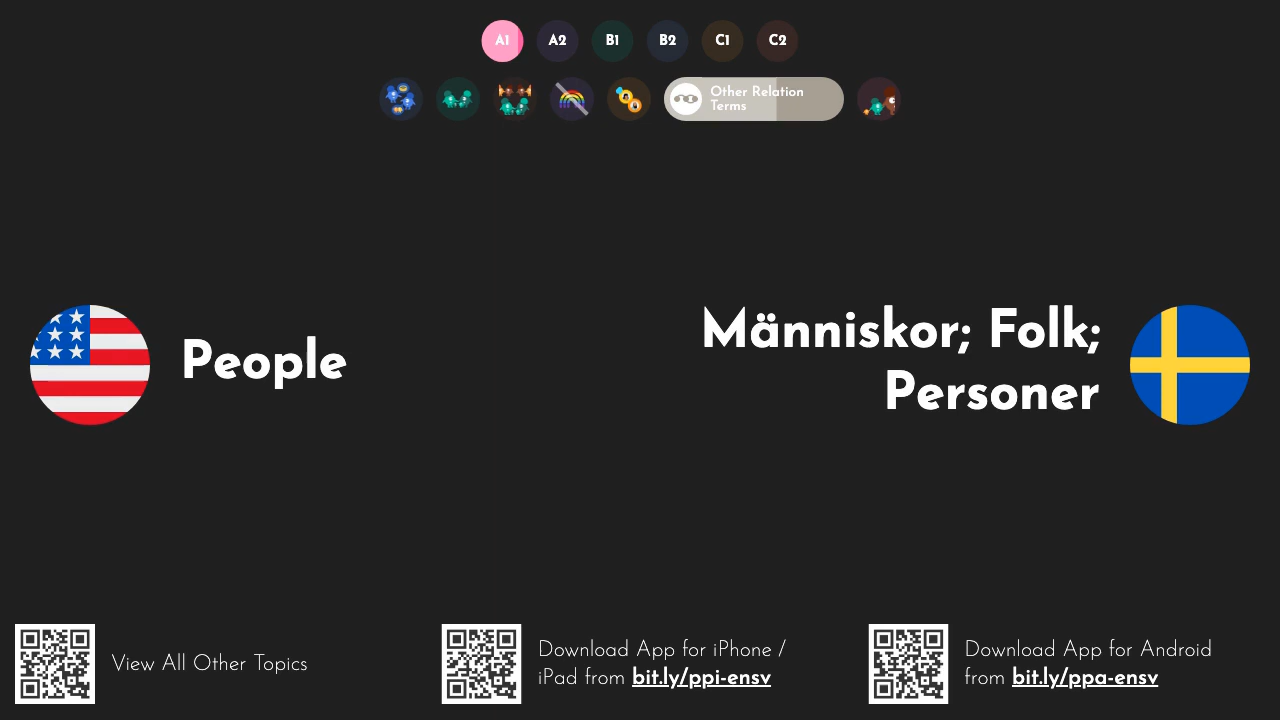 A1 A2 B1 B2 C1 C2
Other Relation
Terms
People
Människor; Folk;
Personer
View All Other Topics
Download App for iPhone /
iPad from bit.ly/ppi-ensv
Download App for Android
from bit.ly/ppa-ensv